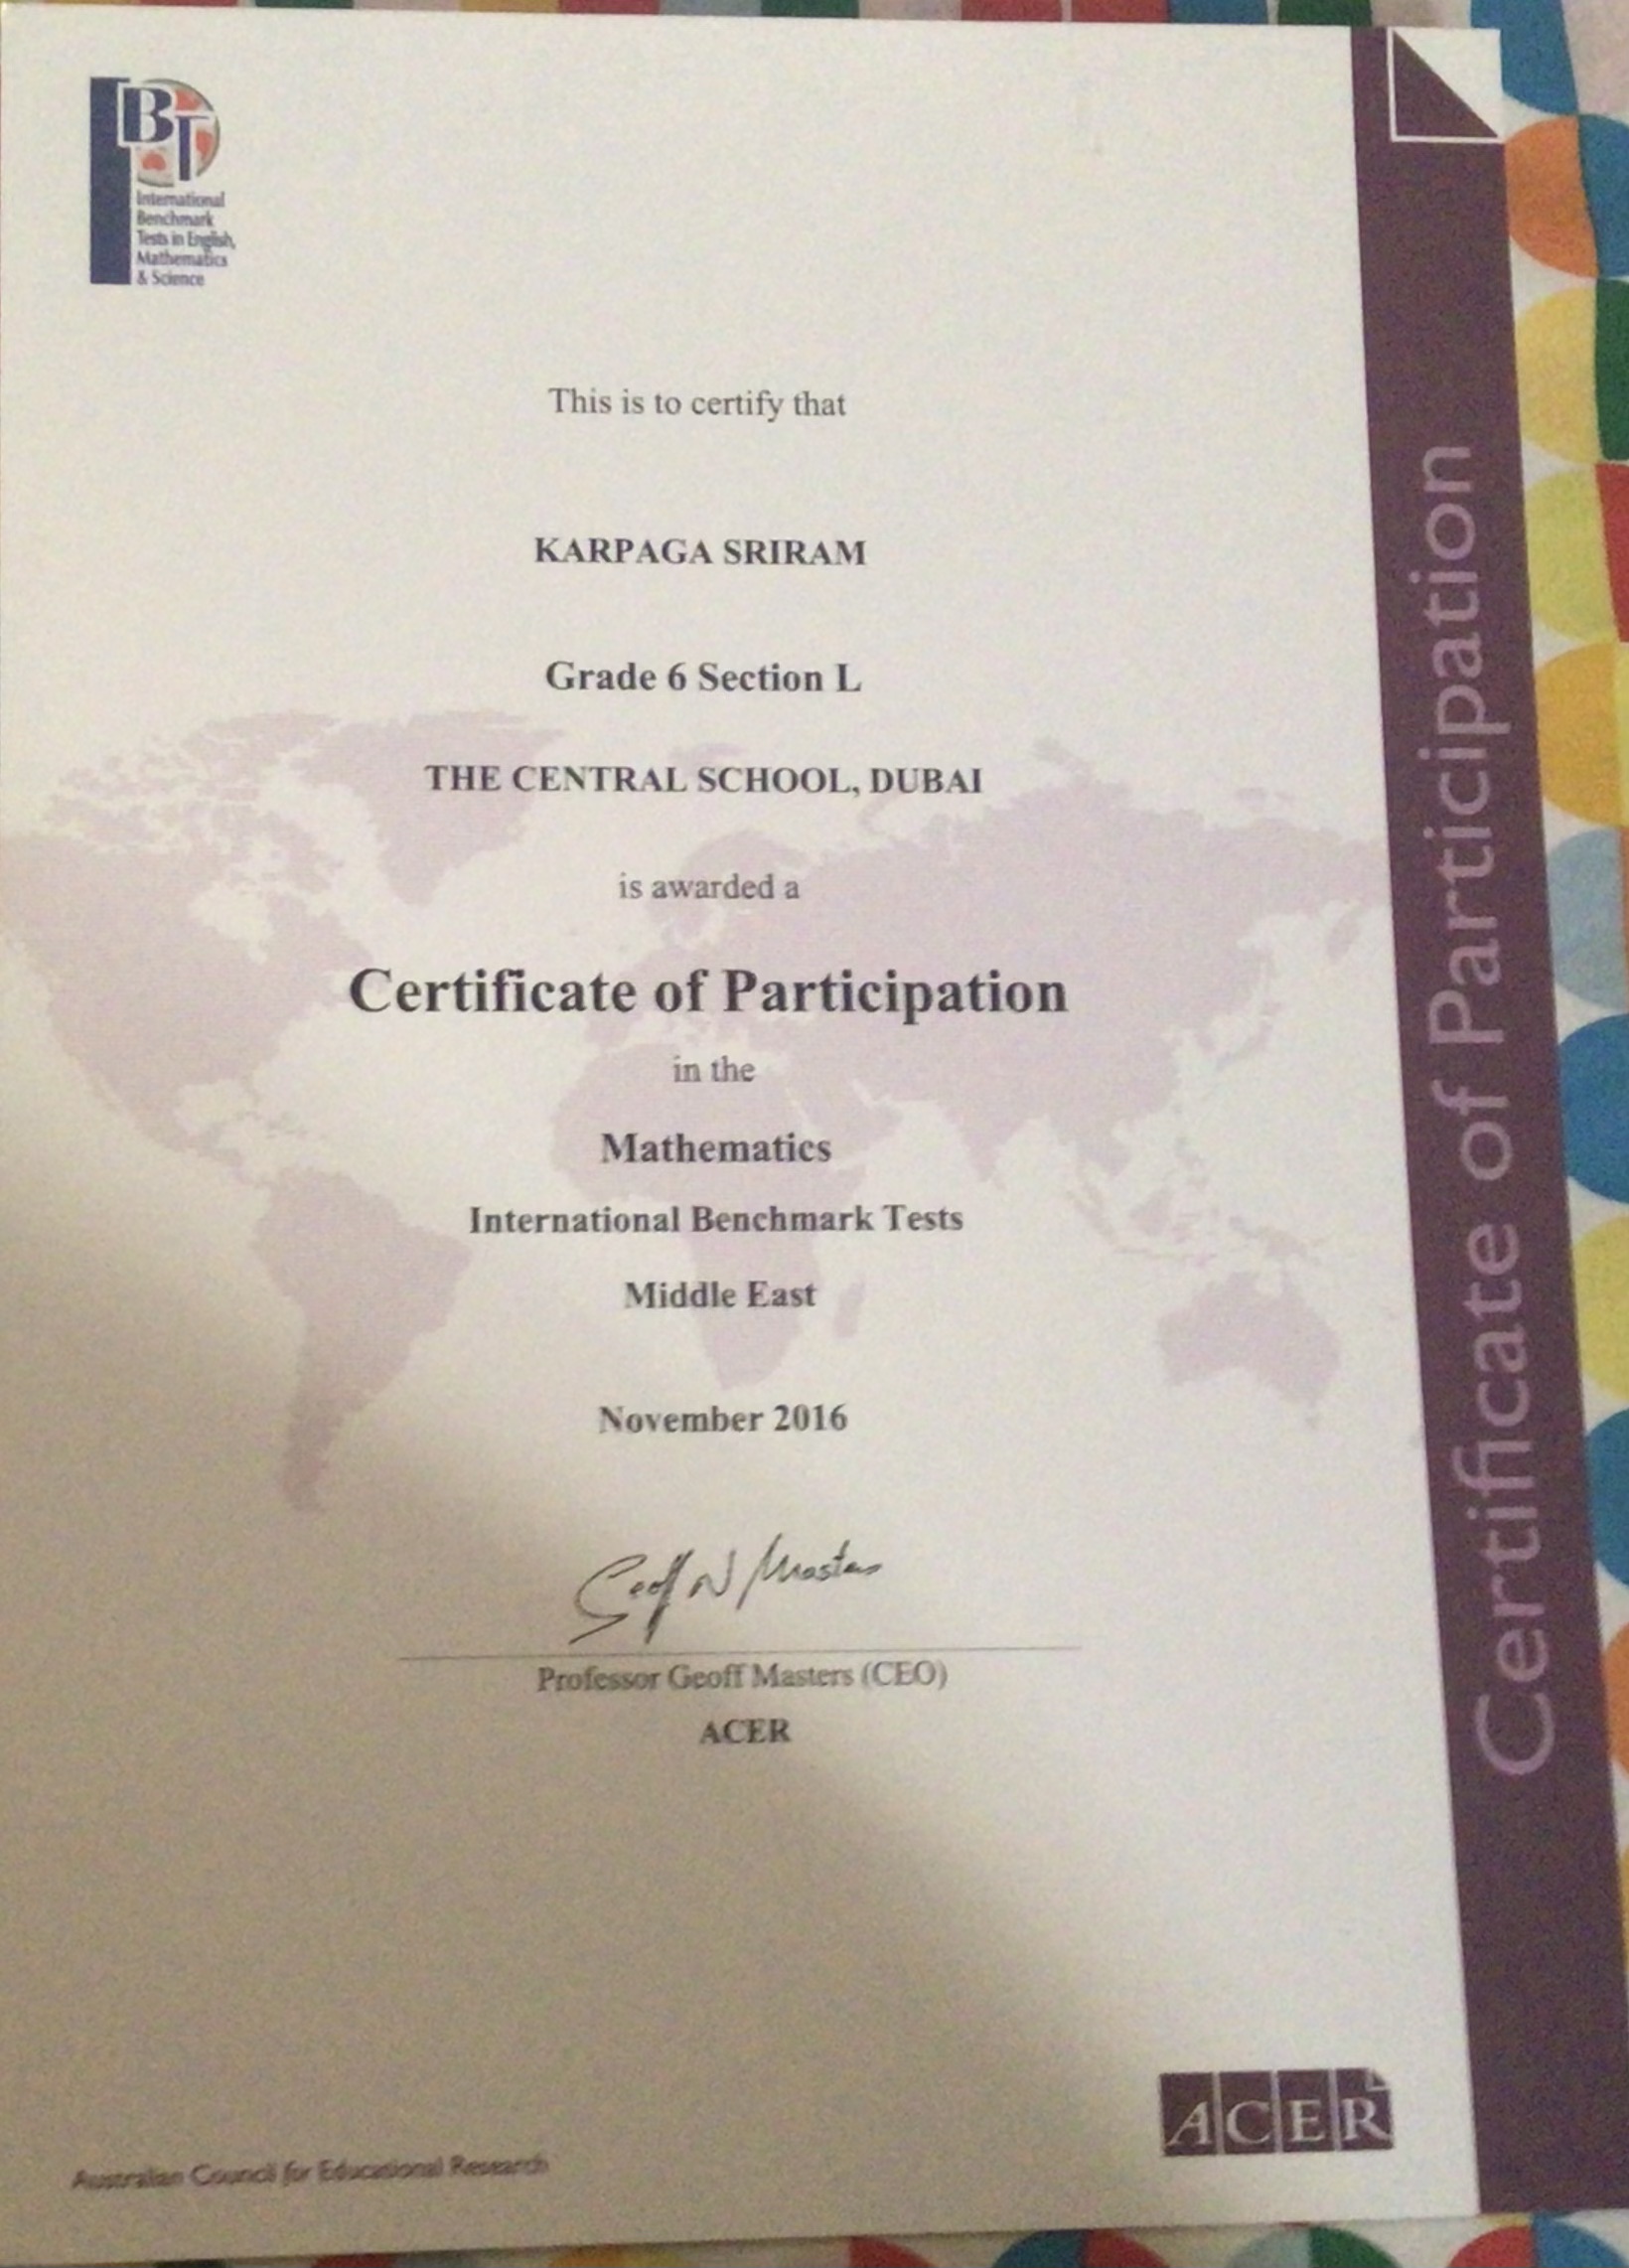 IBT
International
Benchmark
Tests in English,
Mathematics
& Science
This is to certify that
KARPAGA SRIRAM
Grade 6 Section L
THE CENTRAL SCHOOL, DUBAI
is awarded a
Certificate of Participation
in the
Mathematics
International Benchmark Tests
Middle East
November 2016
Geoff N Masters
Professor Geoff Masters (CEO)
ACER
Australian Council for Educational Research
ACER
Certificate of Participation